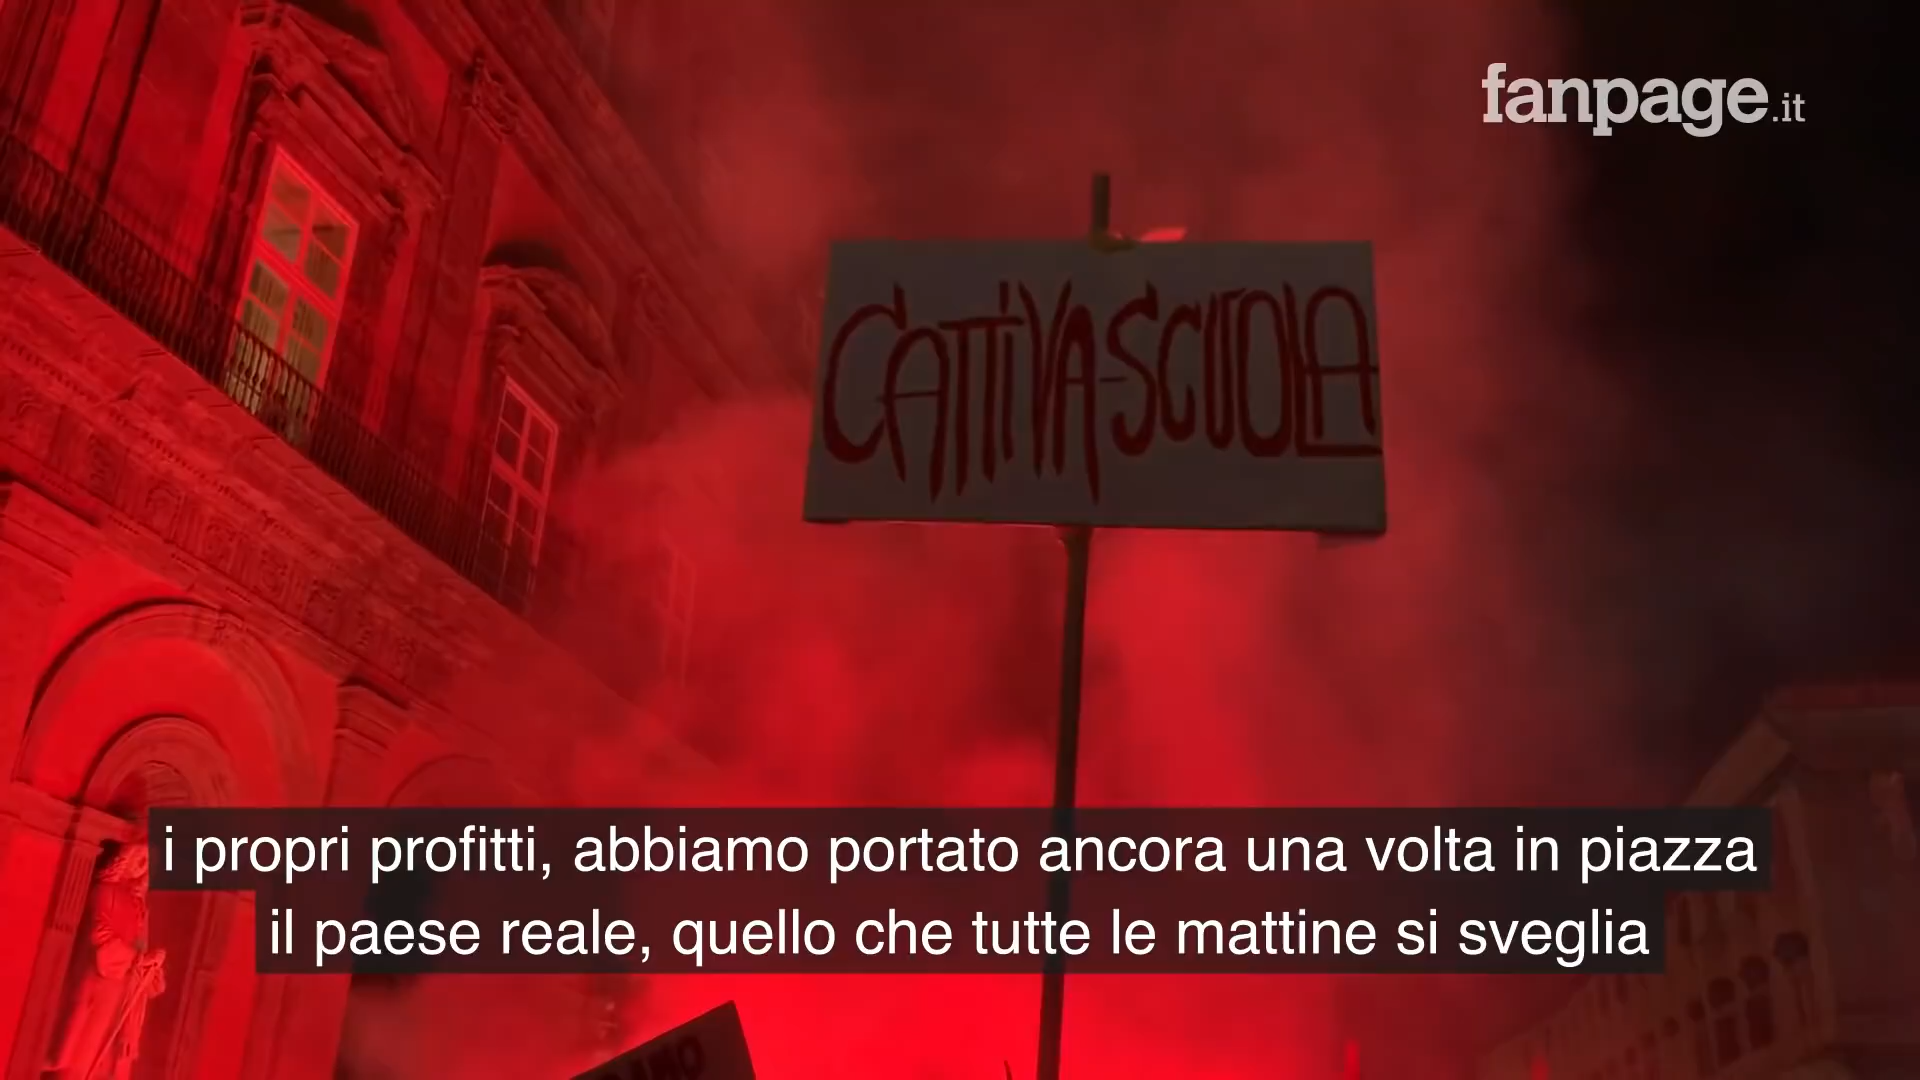 fanpage.it
CATTIVA-SCUOLA
i propri profitti, abbiamo portato ancora una volta in piazza
il paese reale, quello che tutte le mattine si sveglia